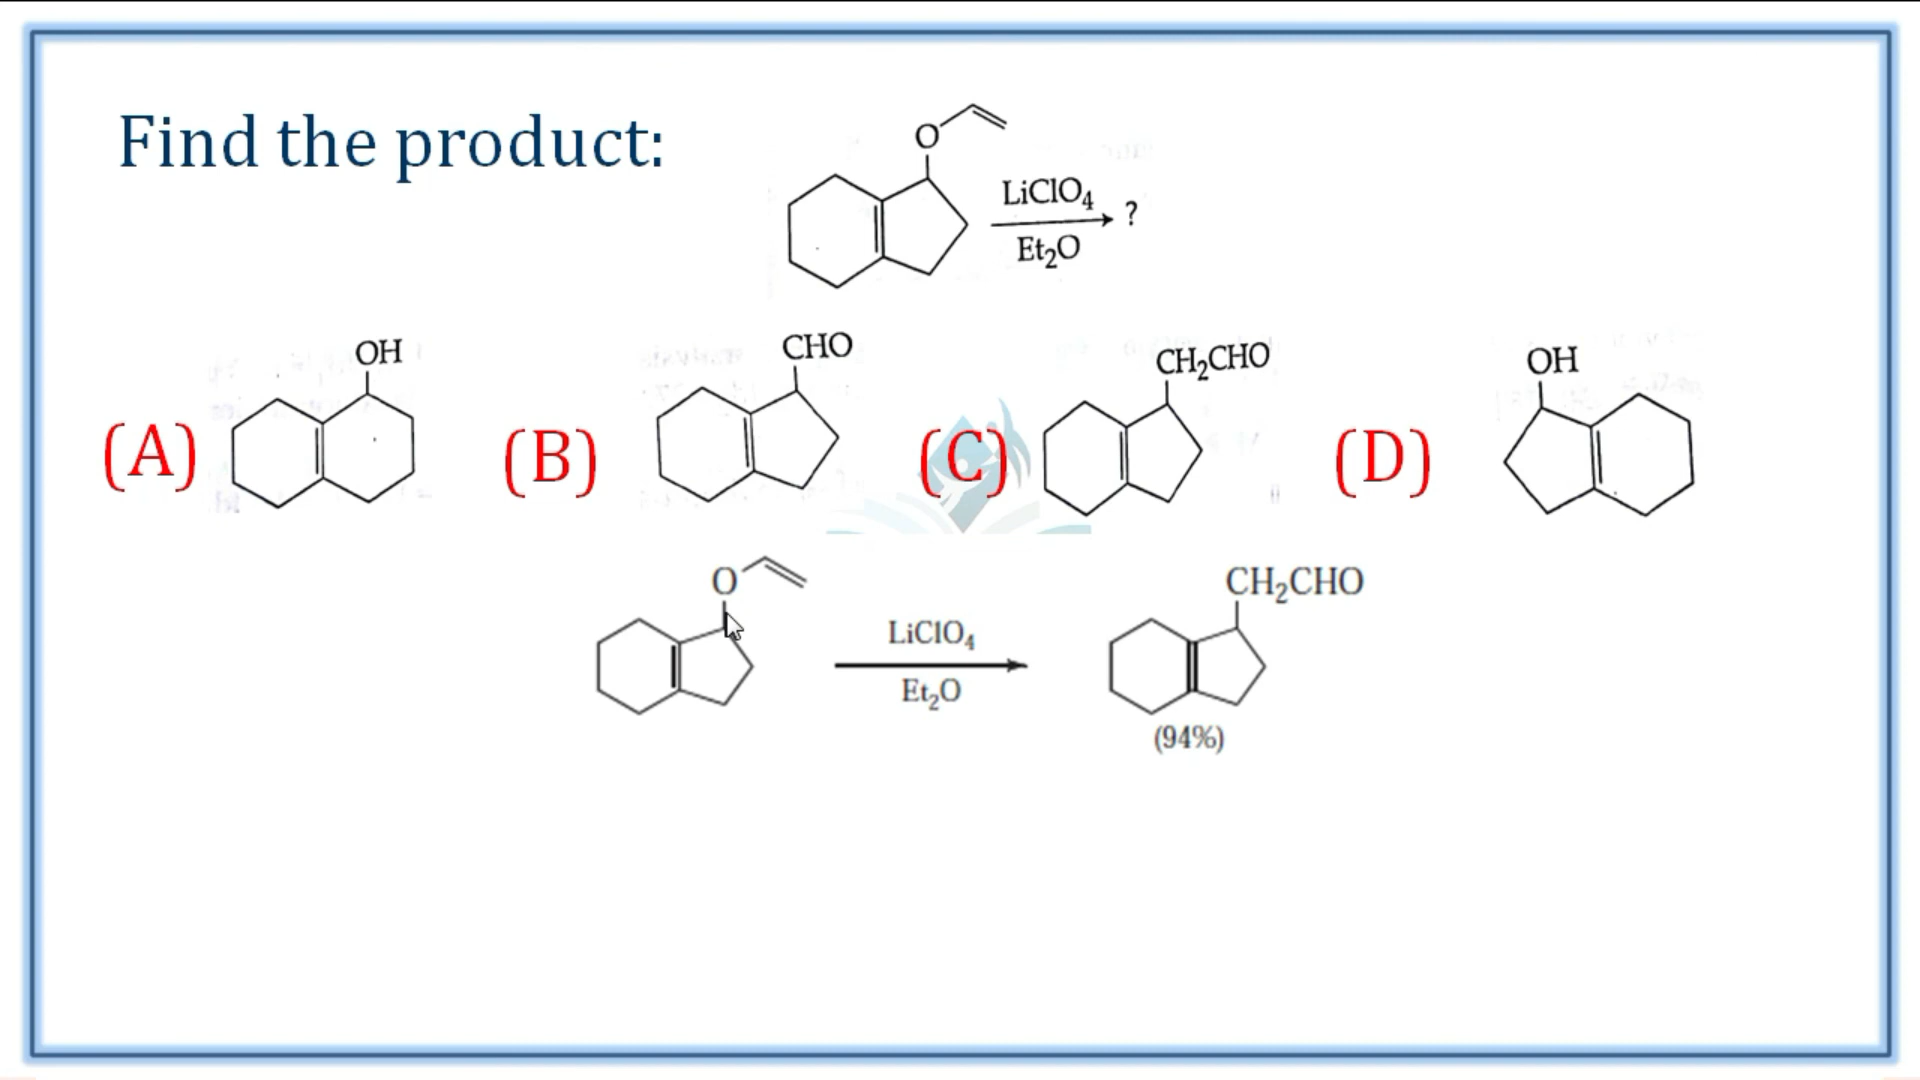 Find the product:
O
LiClO4
Et2O
?
OH
CHO
CH2CHO
OH
(A)
(B)
(C)
(D)
O
LiClO4
Et2O
CH2CHO
(94%)